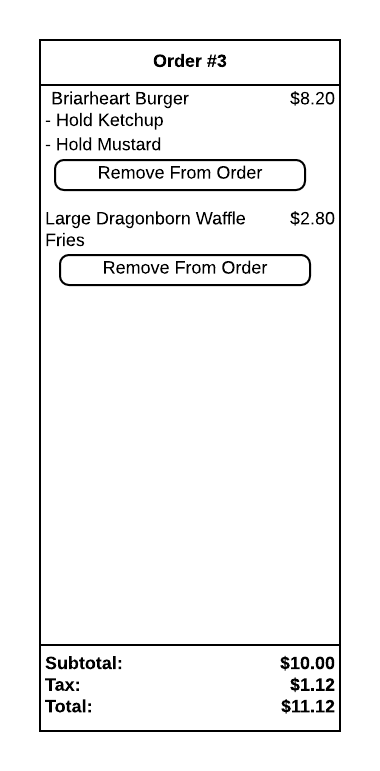 Order #3
Briarheart Burger $8.20
- Hold Ketchup
- Hold Mustard
Remove From Order
Large Dragonborn Waffle $2.80
Fries
Remove From Order
Subtotal: $10.00
Tax: $1.12
Total: $11.12